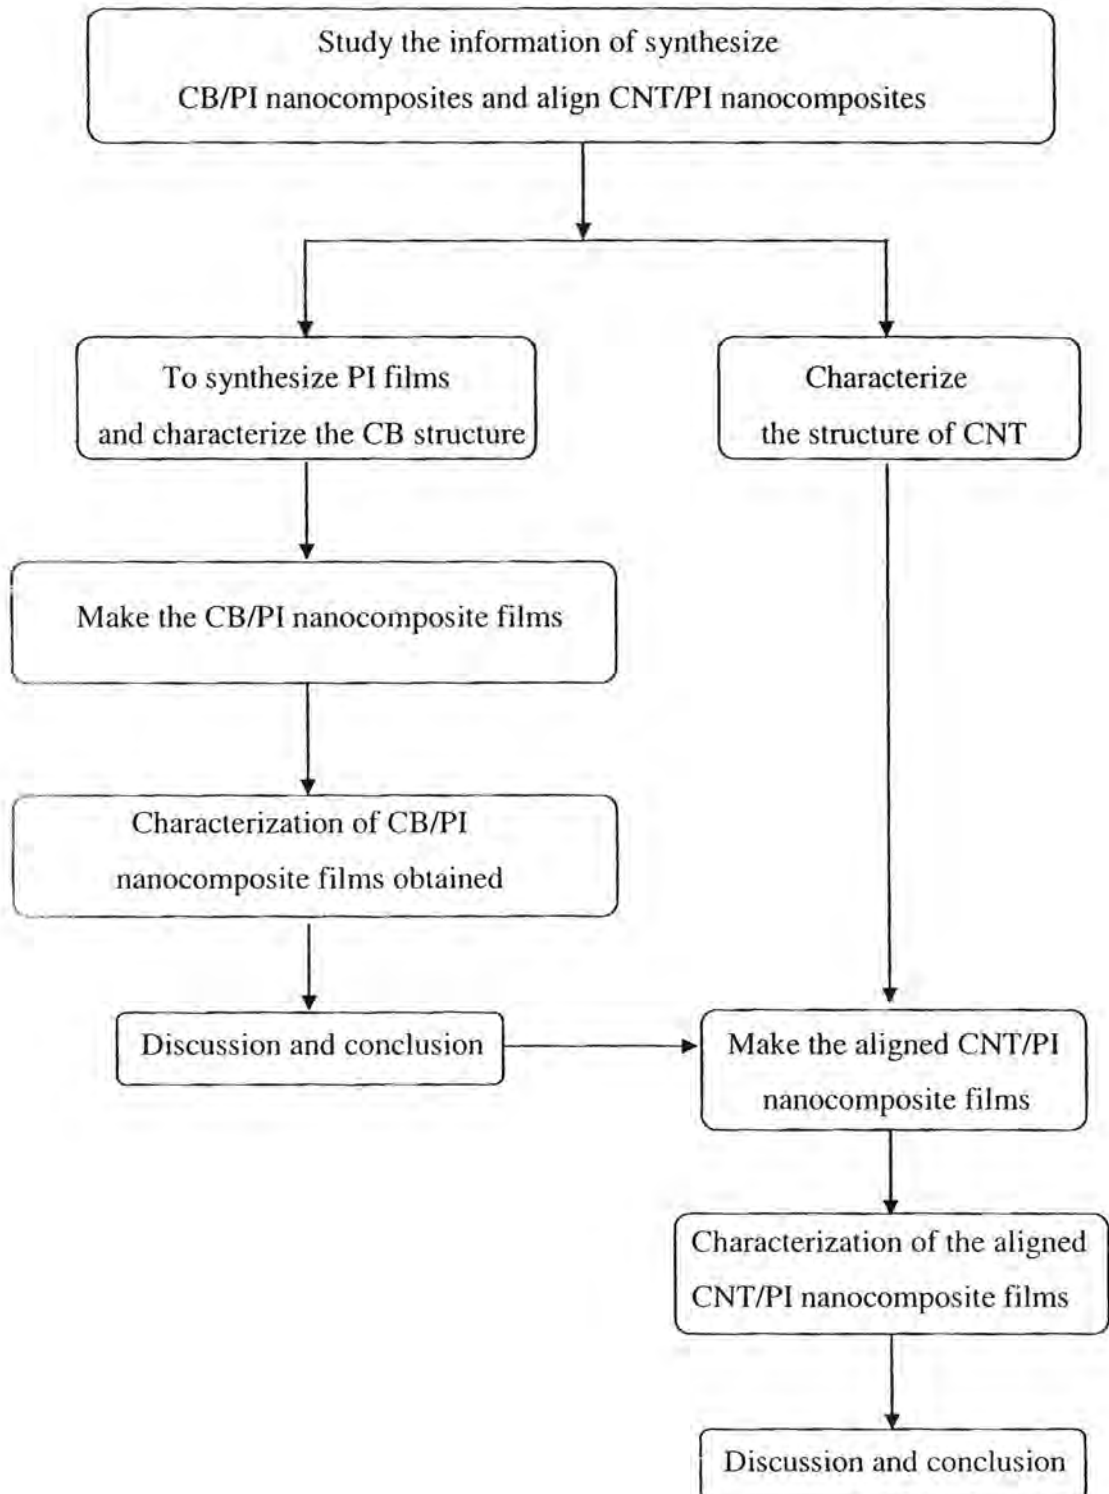 Study the information of synthesize
CB/PI nanocomposites and align CNT/PI nanocomposites
To synthesize PI films
and characterize the CB structure
Characterize
the structure of CNT
Make the CB/PI nanocomposite films
Characterization of CB/PI
nanocomposite films obtained
Discussion and conclusion
Make the aligned CNT/PI
nanocomposite films
Characterization of the aligned
CNT/PI nanocomposite films
Discussion and conclusion